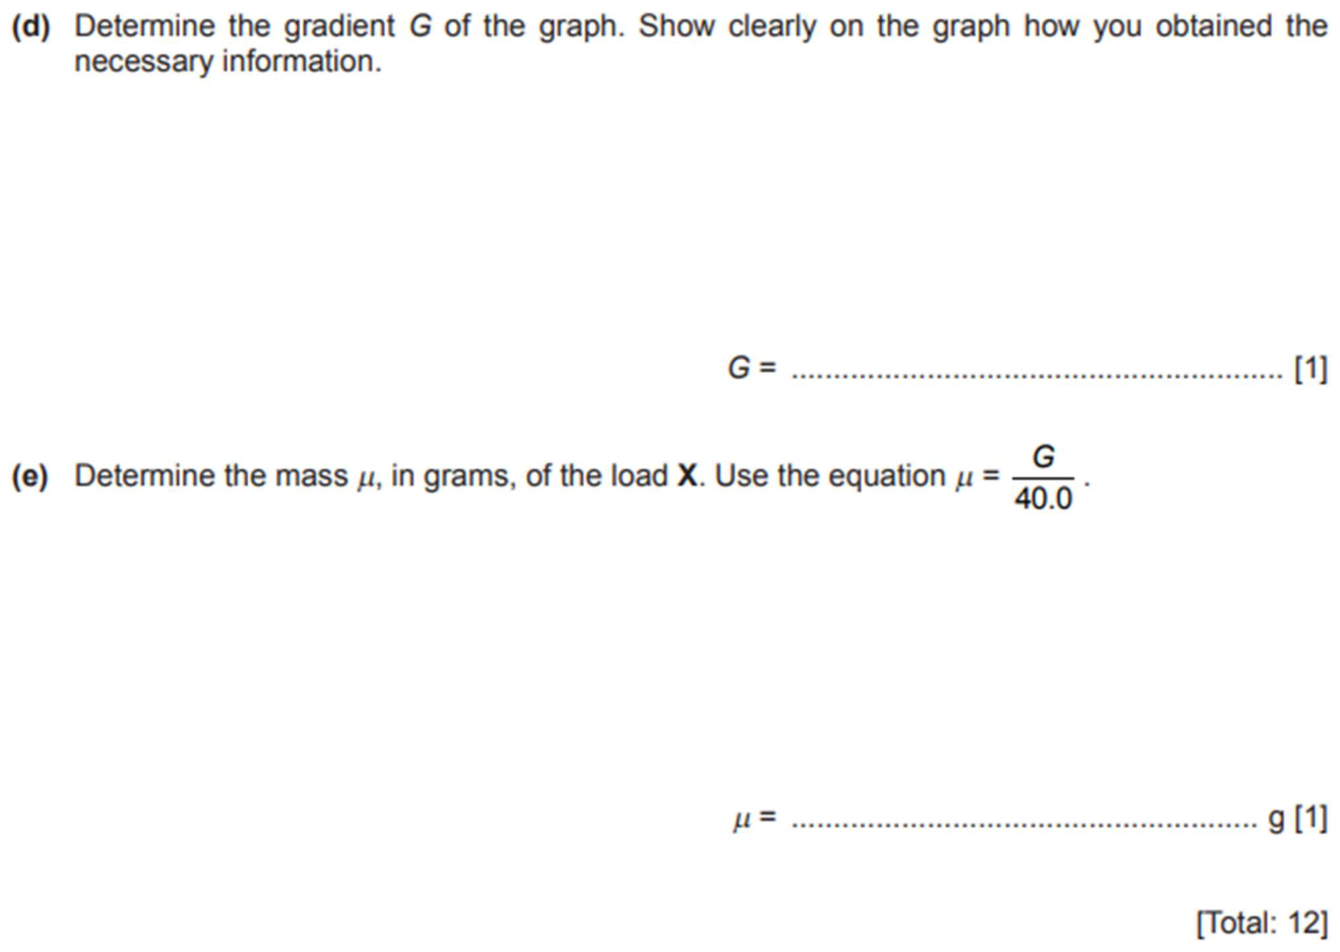 (d) Determine the gradient G of the graph. Show clearly on the graph how you obtained the
necessary information.
G = ............................................................ [1]
(e) Determine the mass μ, in grams, of the load X. Use the equation μ = G/40.0 .
μ = ......................................................... g [1]
[Total: 12]